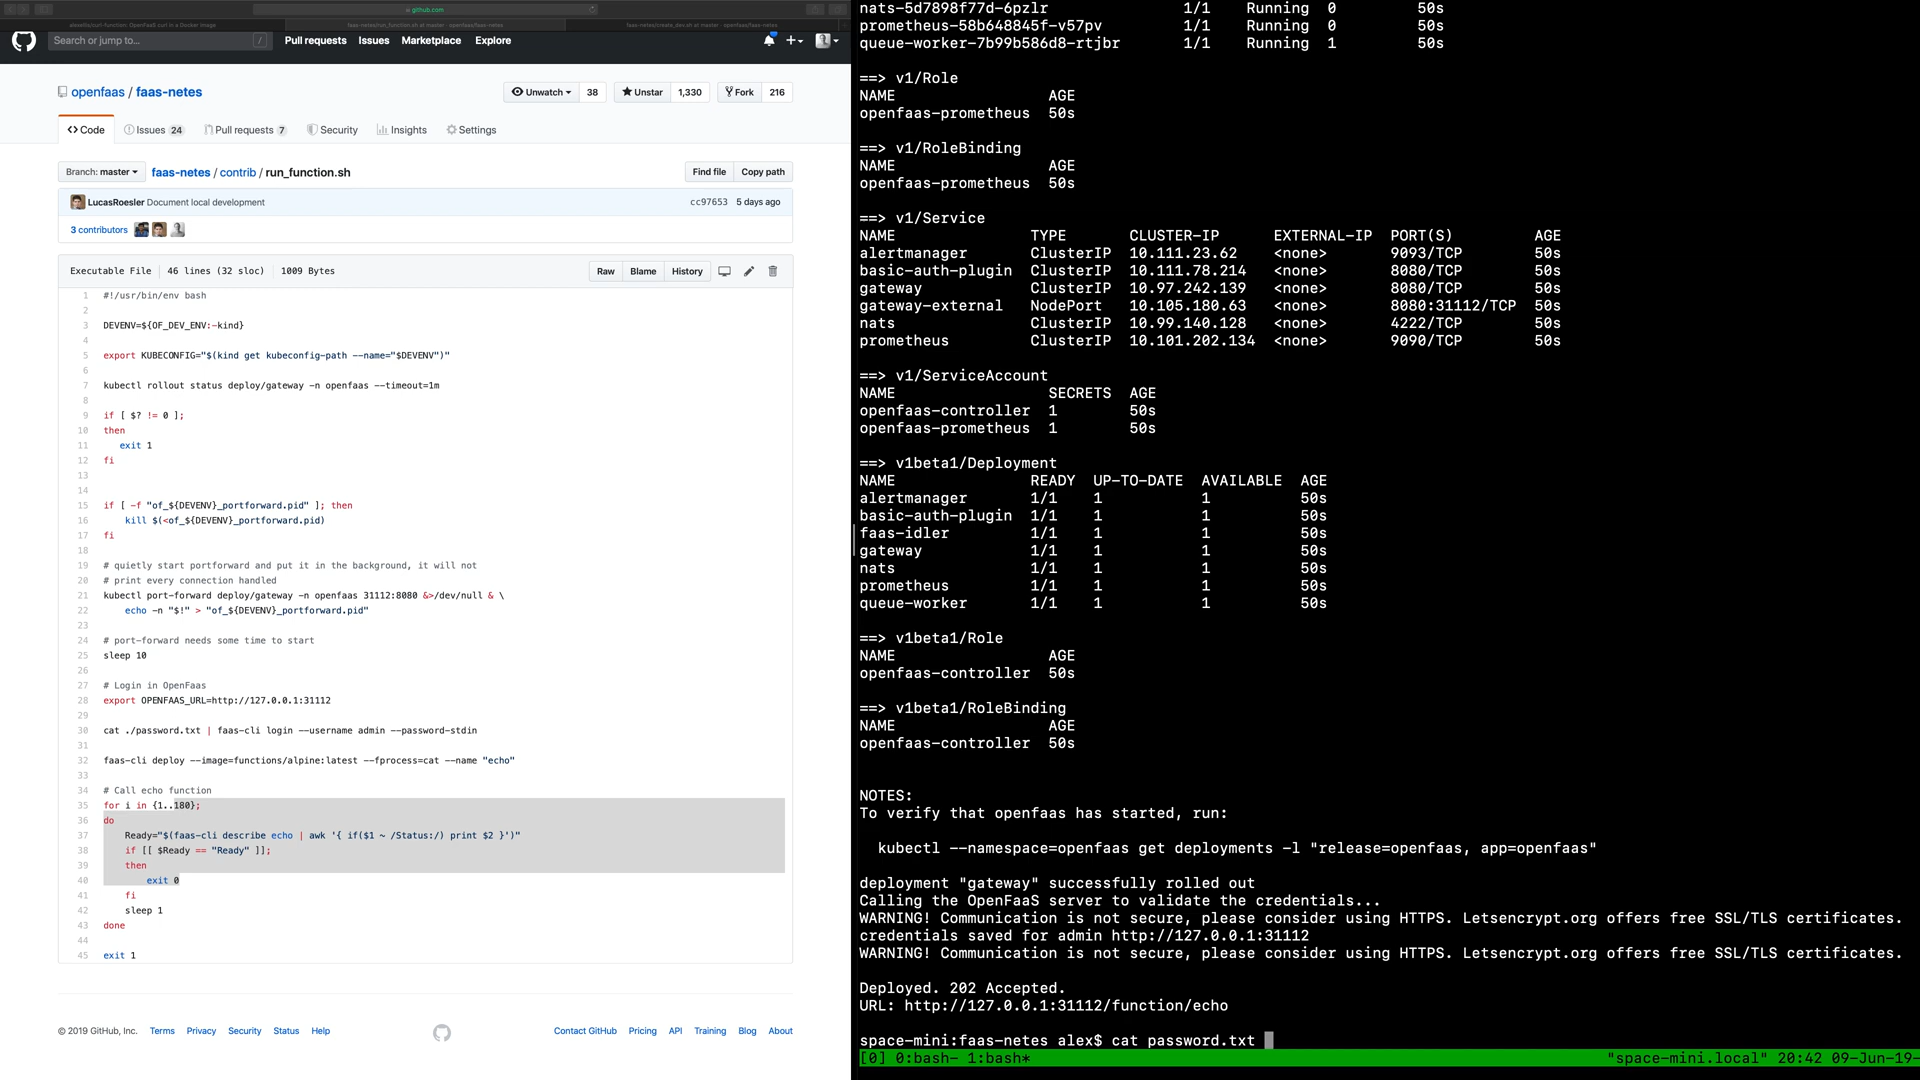 github.com
alexellis/curl-function: OpenFaaS curl in a Docker image
faas-netes/run_function.sh at master · openfaas/faas-netes
faas-netes/create_dev.sh at master · openfaas/faas-netes
Search or jump to...
/
Pull requests Issues Marketplace Explore
openfaas / faas-netes
Unwatch 38 Unstar 1,330 Fork 216
Code Issues 24 Pull requests 7 Security Insights Settings
Branch: master faas-netes / contrib / run_function.sh Find file Copy path
LucasRoesler Document local development cc97653 5 days ago
3 contributors
Executable File 46 lines (32 sloc) 1009 Bytes Raw Blame History
1 #!/usr/bin/env bash
2
3 DEVENV=${OF_DEV_ENV:-kind}
4
5 export KUBECONFIG="$(kind get kubeconfig-path --name="$DEVENV")"
6
7 kubectl rollout status deploy/gateway -n openfaas --timeout=1m
8
9 if [ $? != 0 ];
10 then
11 exit 1
12 fi
13
14
15 if [ -f "of_${DEVENV}_portforward.pid" ]; then
16 kill $(<of_${DEVENV}_portforward.pid)
17 fi
18
19 # quietly start portforward and put it in the background, it will not
20 # print every connection handled
21 kubectl port-forward deploy/gateway -n openfaas 31112:8080 &>/dev/null & \
22 echo -n "$!" > "of_${DEVENV}_portforward.pid"
23
24 # port-forward needs some time to start
25 sleep 10
26
27 # Login in OpenFaas
28 export OPENFAAS_URL=http://127.0.0.1:31112
29
30 cat ./password.txt | faas-cli login --username admin --password-stdin
31
32 faas-cli deploy --image=functions/alpine:latest --fprocess=cat --name "echo"
33
34 # Call echo function
35 for i in {1..180};
36 do
37 Ready="$(faas-cli describe echo | awk '{ if($1 ~ /Status:/) print $2 }')"
38 if [[ $Ready == "Ready" ]];
39 then
40 exit 0
41 fi
42 sleep 1
43 done
44
45 exit 1
© 2019 GitHub, Inc. Terms Privacy Security Status Help Contact GitHub Pricing API Training Blog About
nats-5d7898f77d-6pzlr 1/1 Running 0 50s
prometheus-58b648845f-v57pv 1/1 Running 0 50s
queue-worker-7b99b586d8-rtjbr 1/1 Running 1 50s
==> v1/Role
NAME AGE
openfaas-prometheus 50s
==> v1/RoleBinding
NAME AGE
openfaas-prometheus 50s
==> v1/Service
NAME TYPE CLUSTER-IP EXTERNAL-IP PORT(S) AGE
alertmanager ClusterIP 10.111.23.62 <none> 9093/TCP 50s
basic-auth-plugin ClusterIP 10.111.78.214 <none> 8080/TCP 50s
gateway ClusterIP 10.97.242.139 <none> 8080/TCP 50s
gateway-external NodePort 10.105.180.63 <none> 8080:31112/TCP 50s
nats ClusterIP 10.99.140.128 <none> 4222/TCP 50s
prometheus ClusterIP 10.101.202.134 <none> 9090/TCP 50s
==> v1/ServiceAccount
NAME SECRETS AGE
openfaas-controller 1 50s
openfaas-prometheus 1 50s
==> v1beta1/Deployment
NAME READY UP-TO-DATE AVAILABLE AGE
alertmanager 1/1 1 1 50s
basic-auth-plugin 1/1 1 1 50s
faas-idler 1/1 1 1 50s
gateway 1/1 1 1 50s
nats 1/1 1 1 50s
prometheus 1/1 1 1 50s
queue-worker 1/1 1 1 50s
==> v1beta1/Role
NAME AGE
openfaas-controller 50s
==> v1beta1/RoleBinding
NAME AGE
openfaas-controller 50s
NOTES:
To verify that openfaas has started, run:
kubectl --namespace=openfaas get deployments -l "release=openfaas, app=openfaas"
deployment "gateway" successfully rolled out
Calling the OpenFaaS server to validate the credentials...
WARNING! Communication is not secure, please consider using HTTPS. Letsencrypt.org offers free SSL/TLS certificates.
credentials saved for admin http://127.0.0.1:31112
WARNING! Communication is not secure, please consider using HTTPS. Letsencrypt.org offers free SSL/TLS certificates.
Deployed. 202 Accepted.
URL: http://127.0.0.1:31112/function/echo
space-mini:faas-netes alex$ cat password.txt
[0] 0:bash- 1:bash* "space-mini.local" 20:42 09-Jun-19